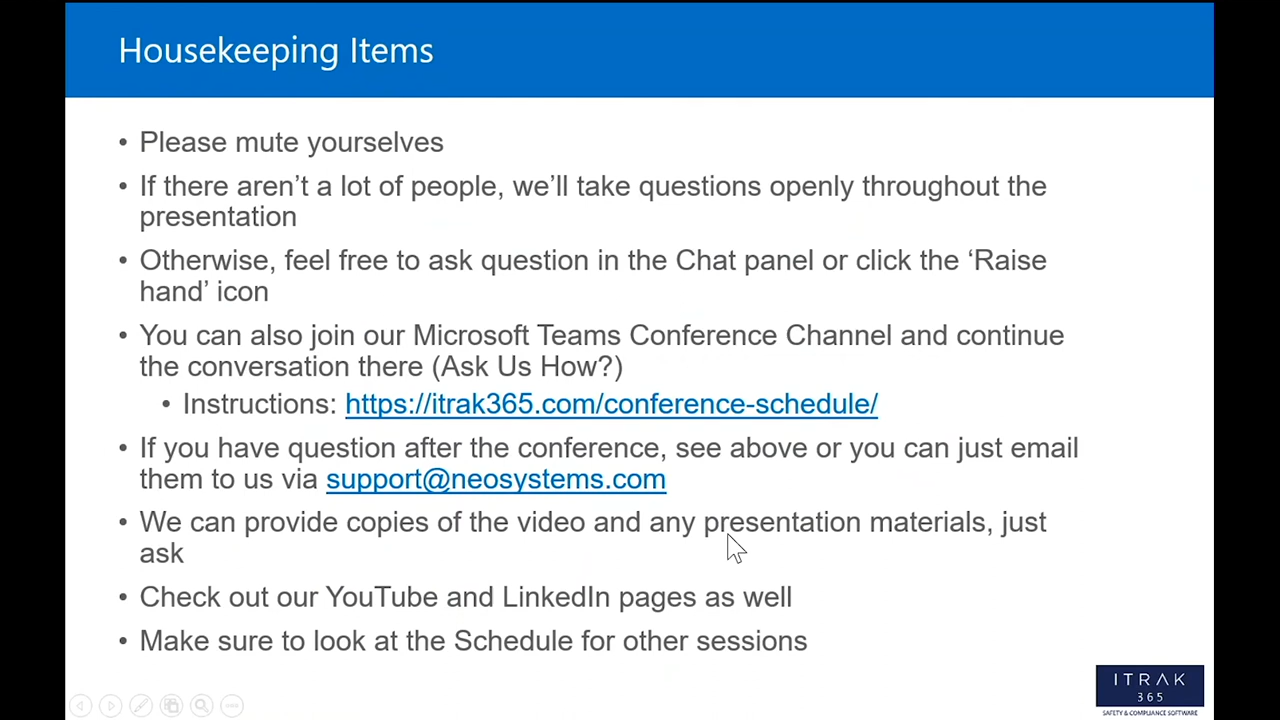 Housekeeping Items
• Please mute yourselves
• If there aren’t a lot of people, we’ll take questions openly throughout the
presentation
• Otherwise, feel free to ask question in the Chat panel or click the ‘Raise
hand’ icon
• You can also join our Microsoft Teams Conference Channel and continue
the conversation there (Ask Us How?)
• Instructions: https://itrak365.com/conference-schedule/
• If you have question after the conference, see above or you can just email
them to us via support@neosystems.com
• We can provide copies of the video and any presentation materials, just
ask
• Check out our YouTube and LinkedIn pages as well
• Make sure to look at the Schedule for other sessions
ITRAK
365
SAFETY & COMPLIANCE SOFTWARE